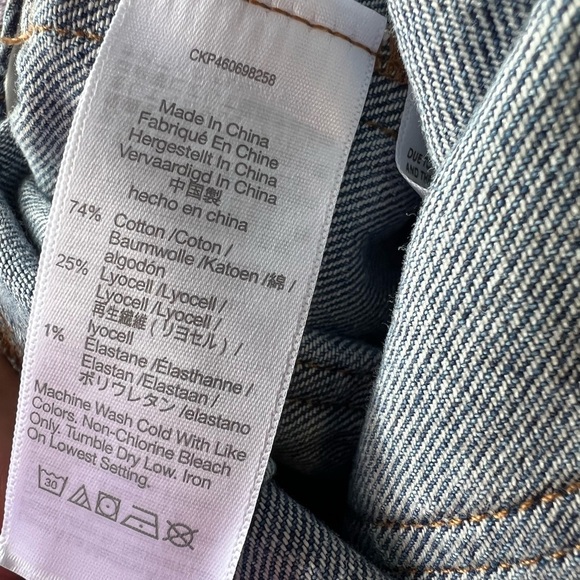 CKP460698258
Made In China
Fabriqué En Chine
Hergestellt In China
Vervaardigd In China
中国製
hecho en china
74% Cotton /Coton /
Baumwolle /Katoen /綿 /
algodón
25% Lyocell /Lyocell /
Lyocell /Lyocell /
再生繊維(リヨセル) /
lyocell
1% Elastane /Élasthanne /
Elastan /Elastaan /
ポリウレタン /elastano
Machine Wash Cold With Like
Colors. Non-Chlorine Bleach
Only. Tumble Dry Low. Iron
On Lowest Setting.
30
DUE
AND